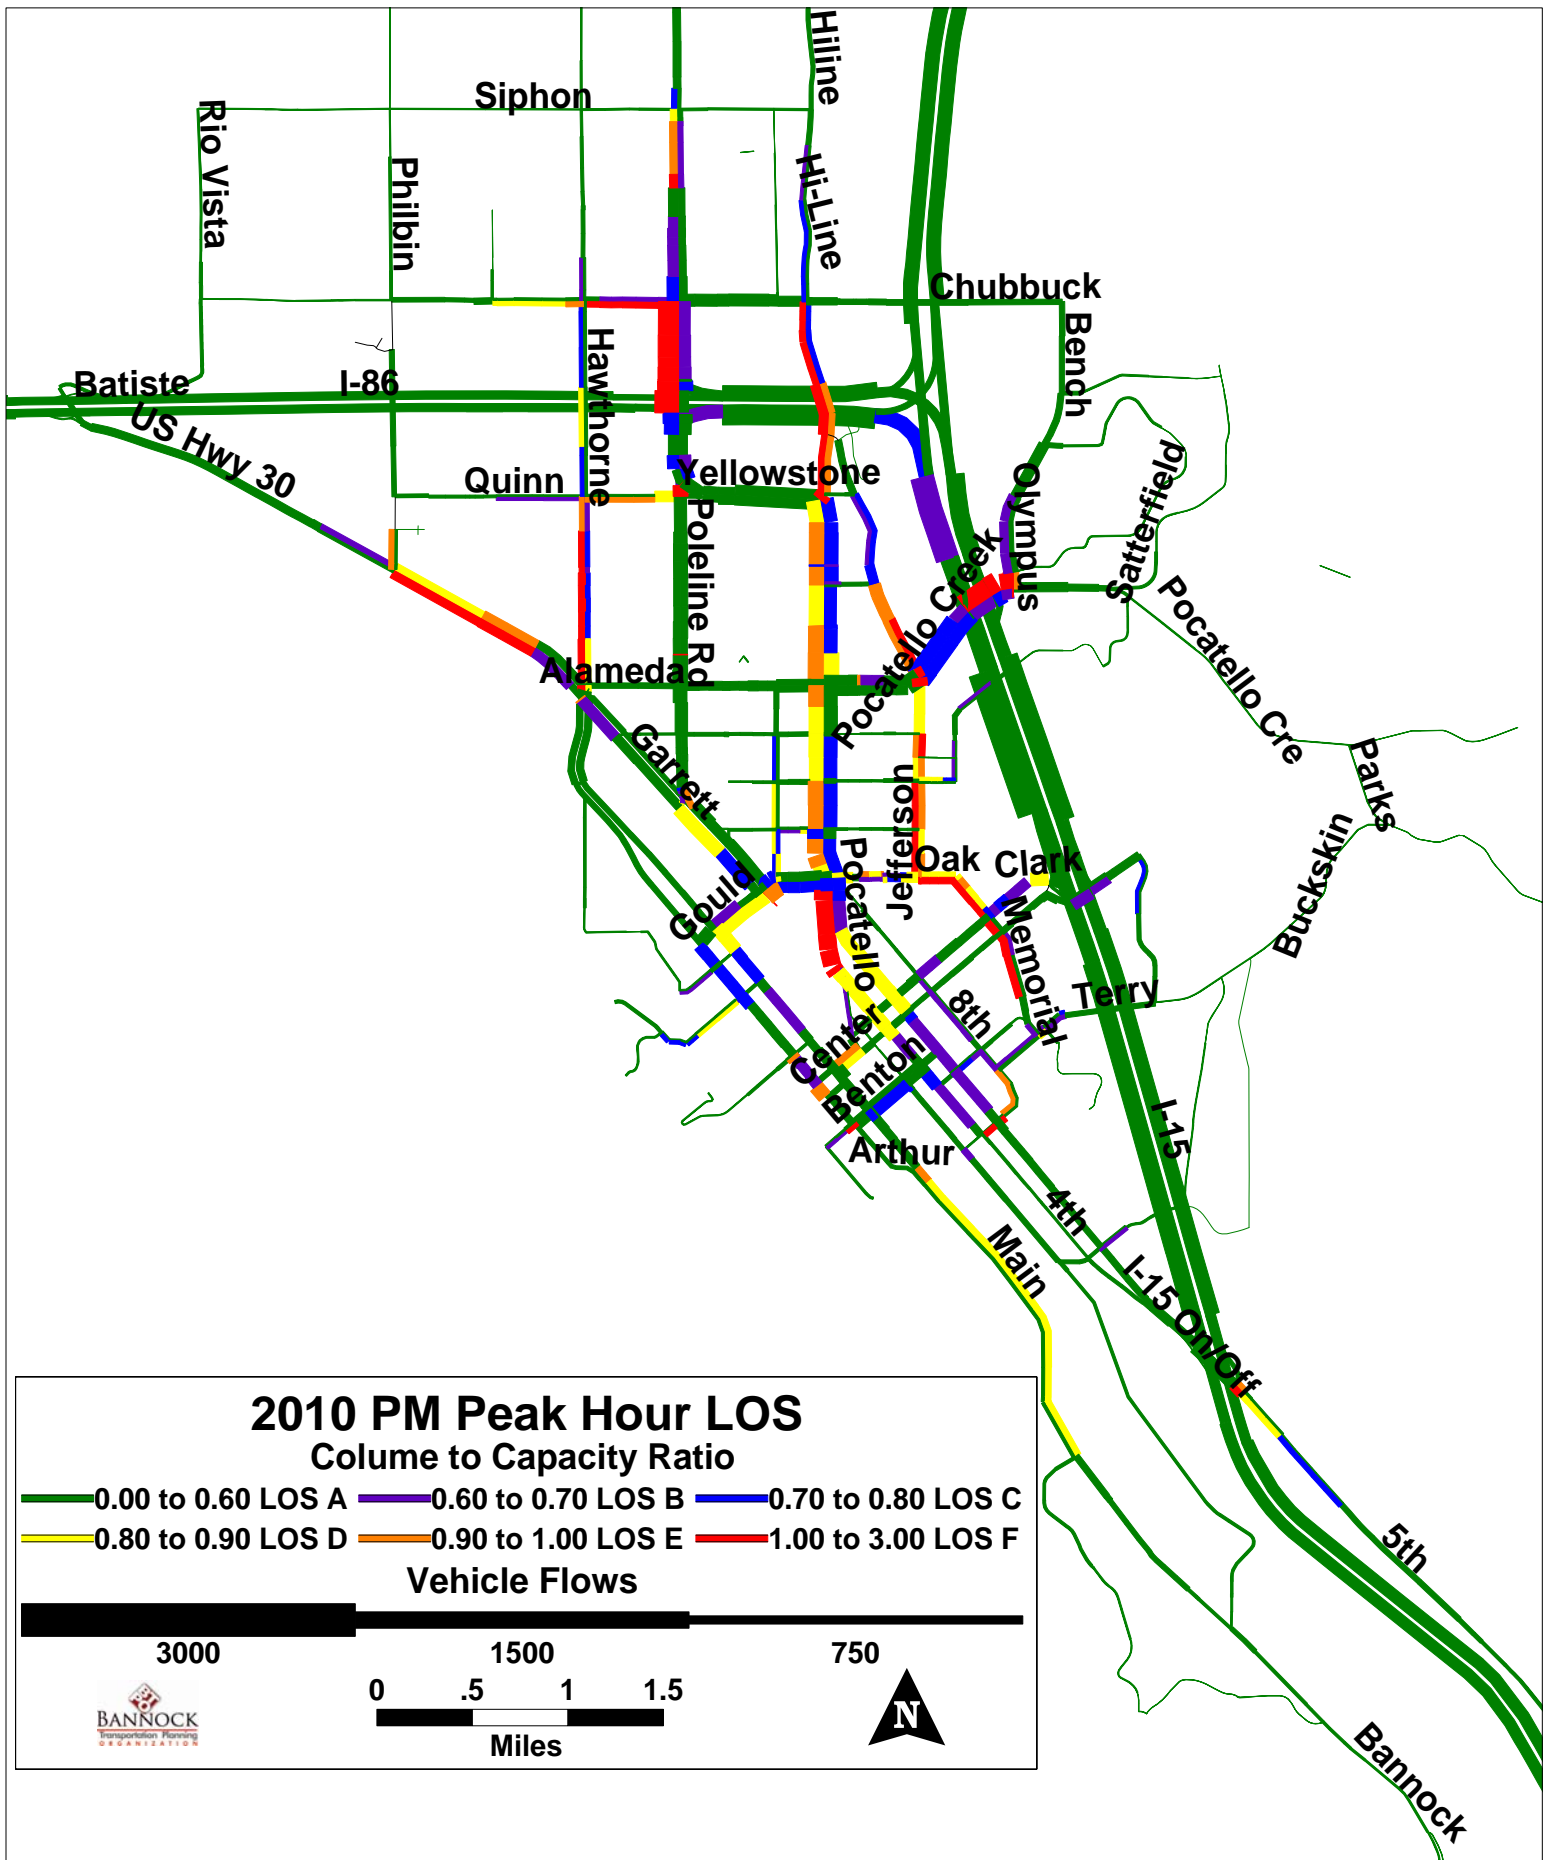 Hiline
Siphon
Rio Vista
Philbin
Hi-Line
Chubbuck
Bench
Hawthorne
Batiste
I-86
US Hwy 30
Quinn
Yellowstone
Olympus
Satterfield
Poleline Rd
Pocatello Creek
Pocatello Cre
Alameda
Garrett
Parks
Jefferson
Buckskin
Pocatello
Oak
Clark
Gould
Memorial
Terry
8th
Center
Benton
Arthur
I-15
4th
Main
I-15 On/Off
2010 PM Peak Hour LOS
Colume to Capacity Ratio
0.00 to 0.60 LOS A 0.60 to 0.70 LOS B 0.70 to 0.80 LOS C
0.80 to 0.90 LOS D 0.90 to 1.00 LOS E 1.00 to 3.00 LOS F
5th
Vehicle Flows
3000 1500 750
0 .5 1 1.5
Miles
N
BANNOCK
Transportation Planning
ORGANIZATION
Bannock